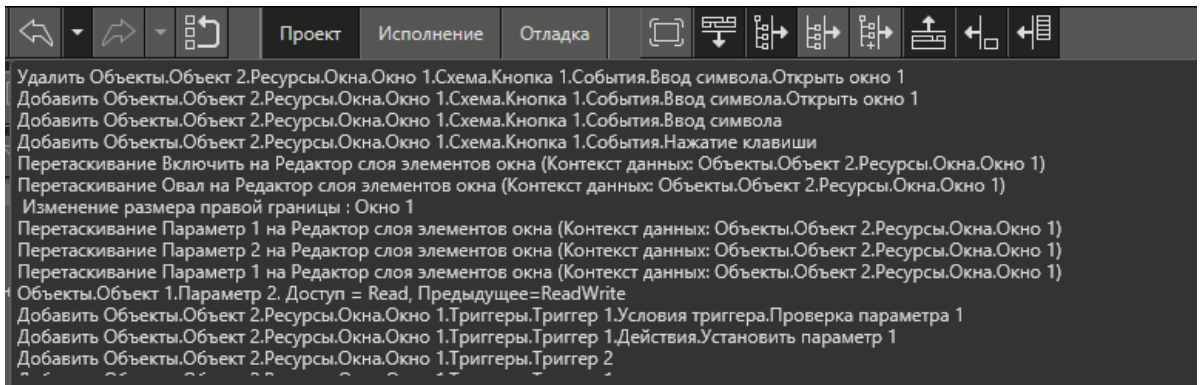 Проект Исполнение Отладка
Удалить Объекты.Объект 2.Ресурсы.Окна.Окно 1.Схема.Кнопка 1.События.Ввод символа.Открыть окно 1
Добавить Объекты.Объект 2.Ресурсы.Окна.Окно 1.Схема.Кнопка 1.События.Ввод символа.Открыть окно 1
Добавить Объекты.Объект 2.Ресурсы.Окна.Окно 1.Схема.Кнопка 1.События.Ввод символа
Добавить Объекты.Объект 2.Ресурсы.Окна.Окно 1.Схема.Кнопка 1.События.Нажатие клавиши
Перетаскивание Включить на Редактор слоя элементов окна (Контекст данных: Объекты.Объект 2.Ресурсы.Окна.Окно 1)
Перетаскивание Овал на Редактор слоя элементов окна (Контекст данных: Объекты.Объект 2.Ресурсы.Окна.Окно 1)
Изменение размера правой границы : Окно 1
Перетаскивание Параметр 1 на Редактор слоя элементов окна (Контекст данных: Объекты.Объект 2.Ресурсы.Окна.Окно 1)
Перетаскивание Параметр 2 на Редактор слоя элементов окна (Контекст данных: Объекты.Объект 2.Ресурсы.Окна.Окно 1)
Перетаскивание Параметр 1 на Редактор слоя элементов окна (Контекст данных: Объекты.Объект 2.Ресурсы.Окна.Окно 1)
Объекты.Объект 1.Параметр 2. Доступ = Read, Предыдущее=ReadWrite
Добавить Объекты.Объект 2.Ресурсы.Окна.Окно 1.Триггеры.Триггер 1.Условия триггера.Проверка параметра 1
Добавить Объекты.Объект 2.Ресурсы.Окна.Окно 1.Триггеры.Триггер 1.Действия.Установить параметр 1
Добавить Объекты.Объект 2.Ресурсы.Окна.Окно 1.Триггеры.Триггер 2